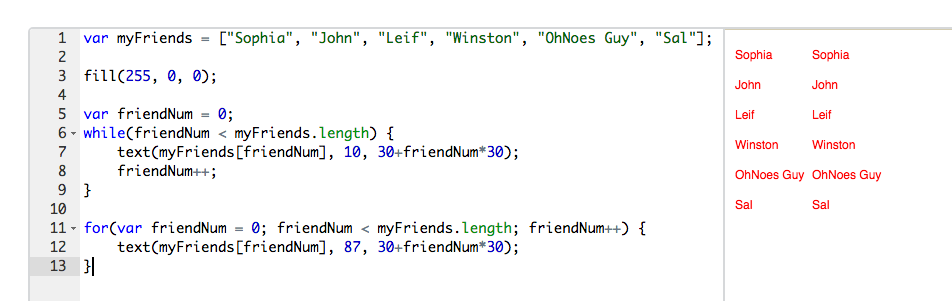 1 var myFriends = ["Sophia", "John", "Leif", "Winston", "OhNoes Guy", "Sal"];
2
3 fill(255, 0, 0);
4
5 var friendNum = 0;
6 while(friendNum < myFriends.length) {
7     text(myFriends[friendNum], 10, 30+friendNum*30);
8     friendNum++;
9 }
10
11 for(var friendNum = 0; friendNum < myFriends.length; friendNum++) {
12     text(myFriends[friendNum], 87, 30+friendNum*30);
13 }
Sophia Sophia
John John
Leif Leif
Winston Winston
OhNoes Guy OhNoes Guy
Sal Sal